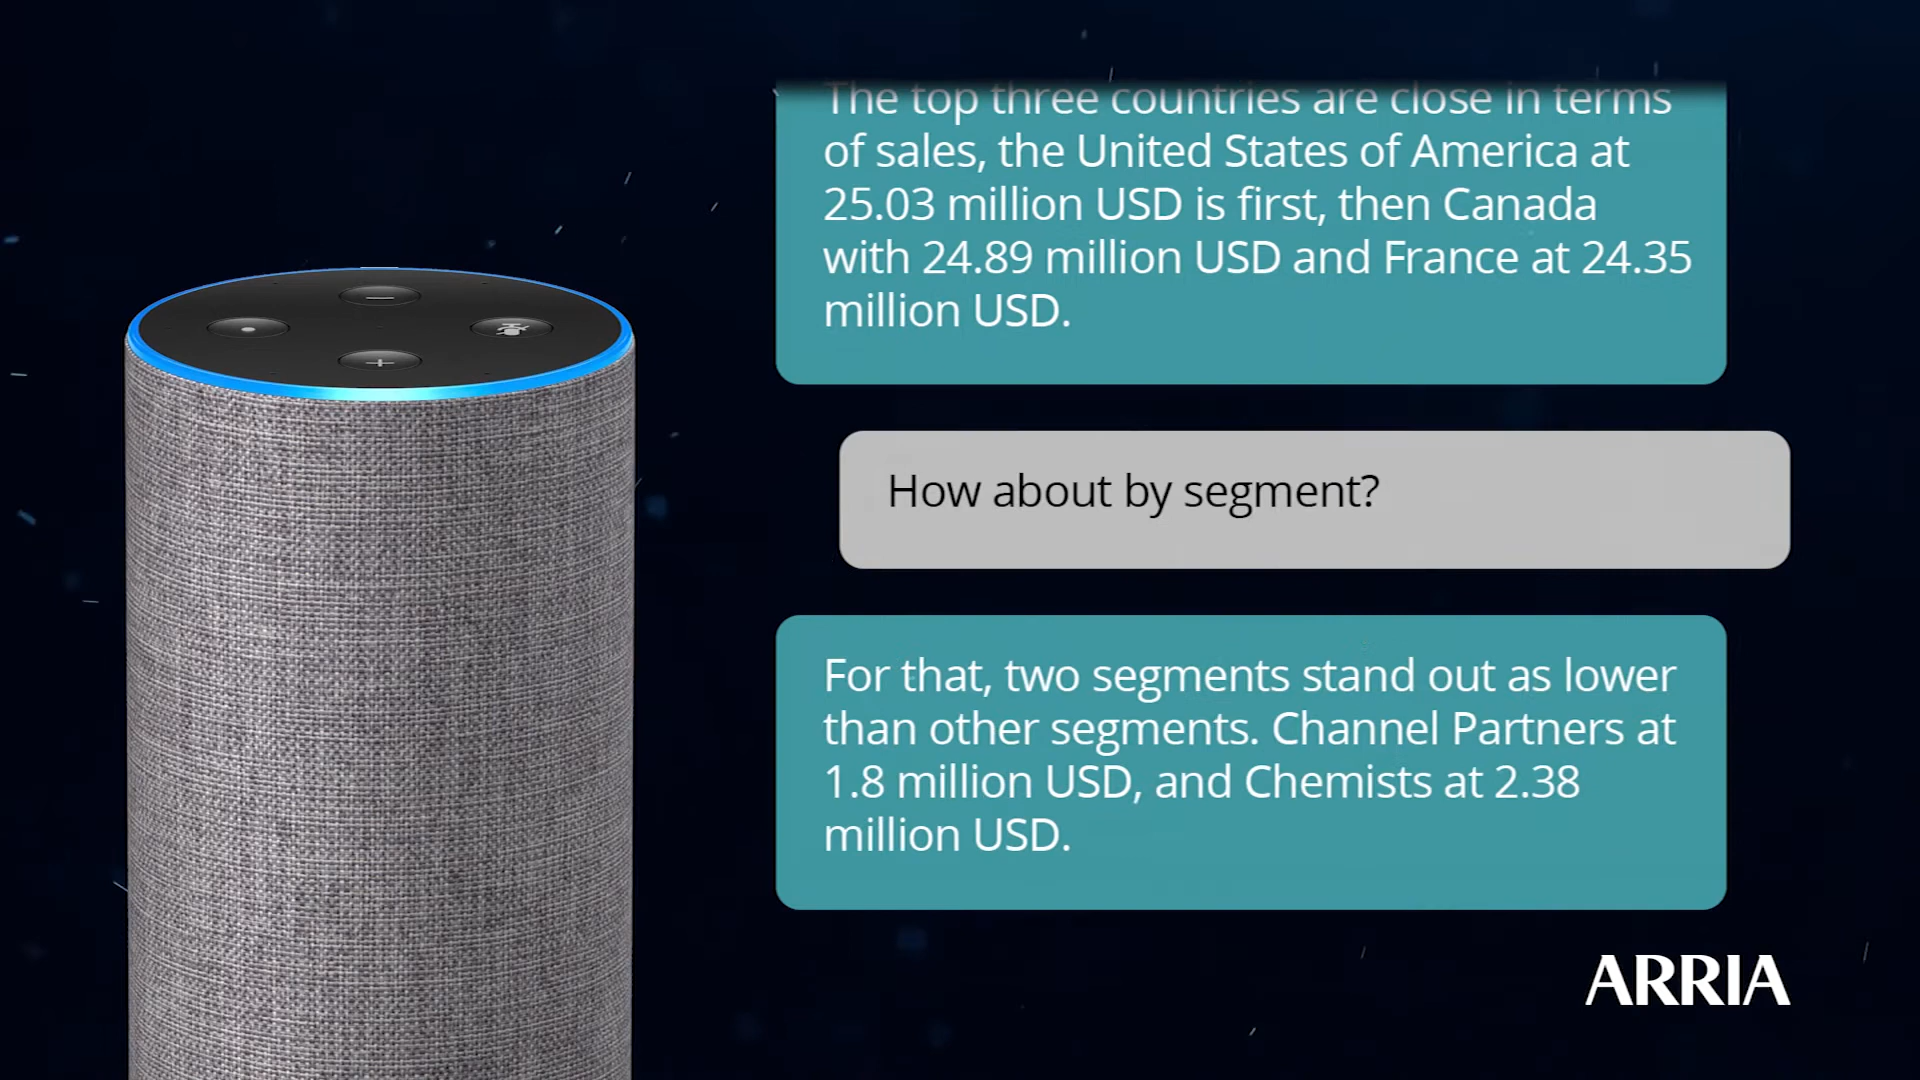 The top three countries are close in terms
of sales, the United States of America at
25.03 million USD is first, then Canada
with 24.89 million USD and France at 24.35
million USD.
How about by segment?
For that, two segments stand out as lower
than other segments. Channel Partners at
1.8 million USD, and Chemists at 2.38
million USD.
ARRIA